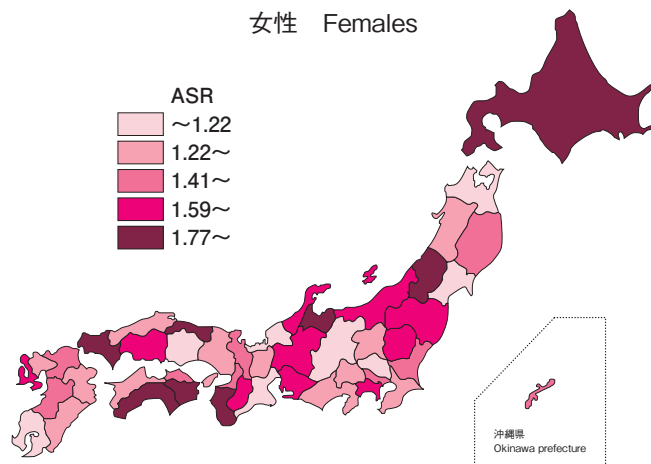 女性 Females
ASR
～1.22
1.22～
1.41～
1.59～
1.77～
沖縄県
Okinawa prefecture